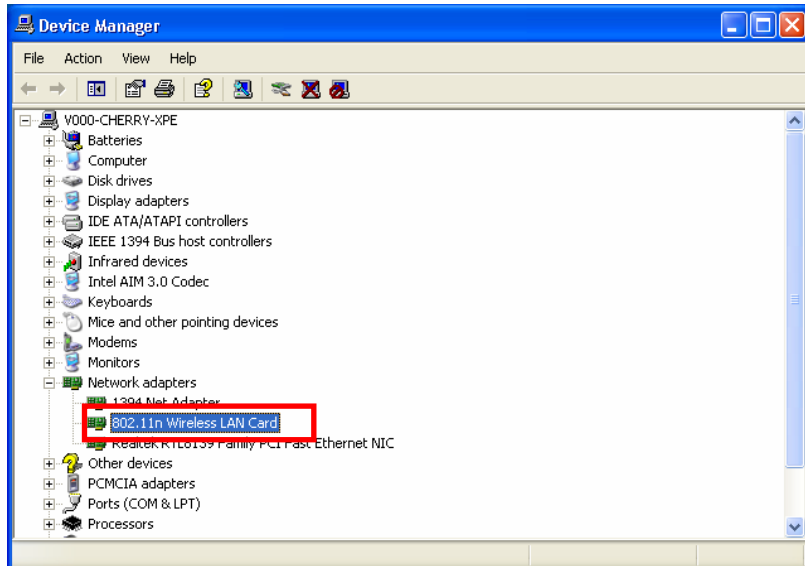 Device Manager
File Action View Help
V000-CHERRY-XPE
Batteries
Computer
Disk drives
Display adapters
IDE ATA/ATAPI controllers
IEEE 1394 Bus host controllers
Infrared devices
Intel AIM 3.0 Codec
Keyboards
Mice and other pointing devices
Modems
Monitors
Network adapters
1394 Net Adapter
802.11n Wireless LAN Card
Realtek RTL8139 Family PCI Fast Ethernet NIC
Other devices
PCMCIA adapters
Ports (COM & LPT)
Processors